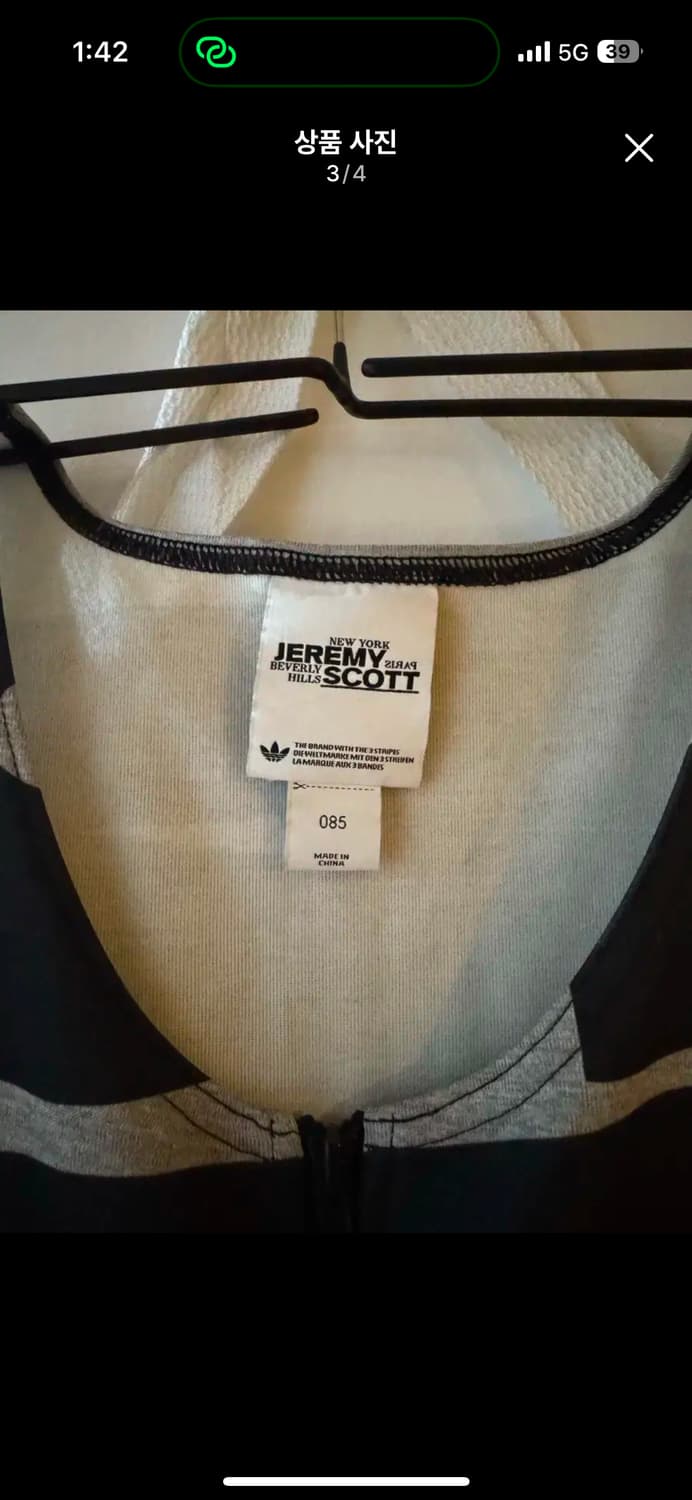 1:42
5G
39
상품 사진
3/4
NEW YORK
JEREMY PARIS
BEVERLY
HILLS SCOTT
THE BRAND WITH THE 3 STRIPES
DIE WELTMARKE MIT DEN 3 STREIFEN
LA MARQUE AUX 3 BANDES
085
MADE IN
CHINA